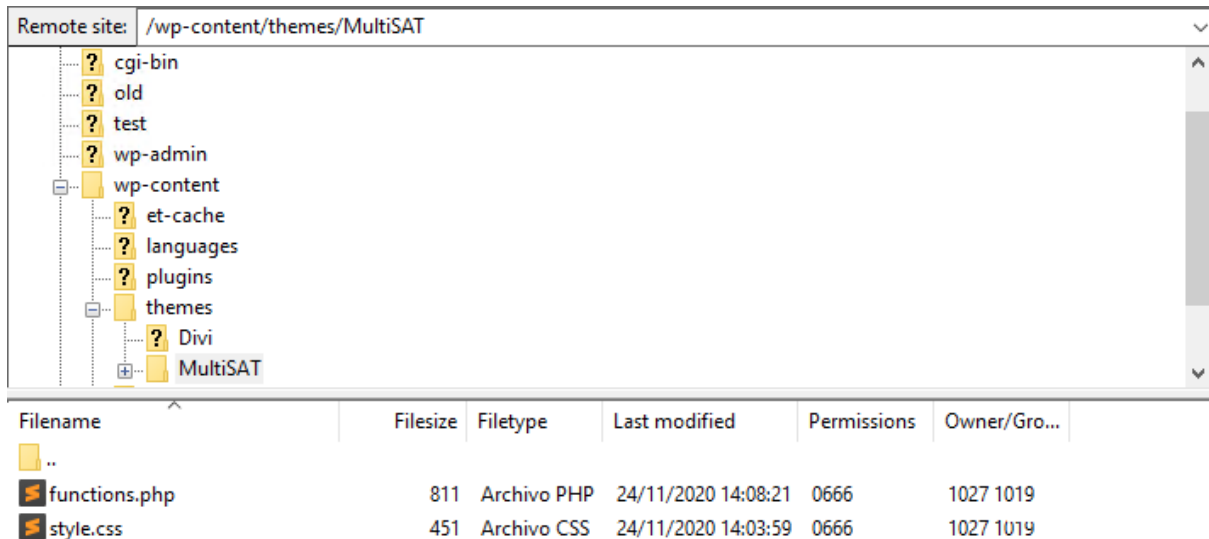 Remote site: /wp-content/themes/MultiSAT
cgi-bin
old
test
wp-admin
wp-content
et-cache
languages
plugins
themes
Divi
MultiSAT
Filename Filesize Filetype Last modified Permissions Owner/Gro...
..
functions.php 811 Archivo PHP 24/11/2020 14:08:21 0666 1027 1019
style.css 451 Archivo CSS 24/11/2020 14:03:59 0666 1027 1019